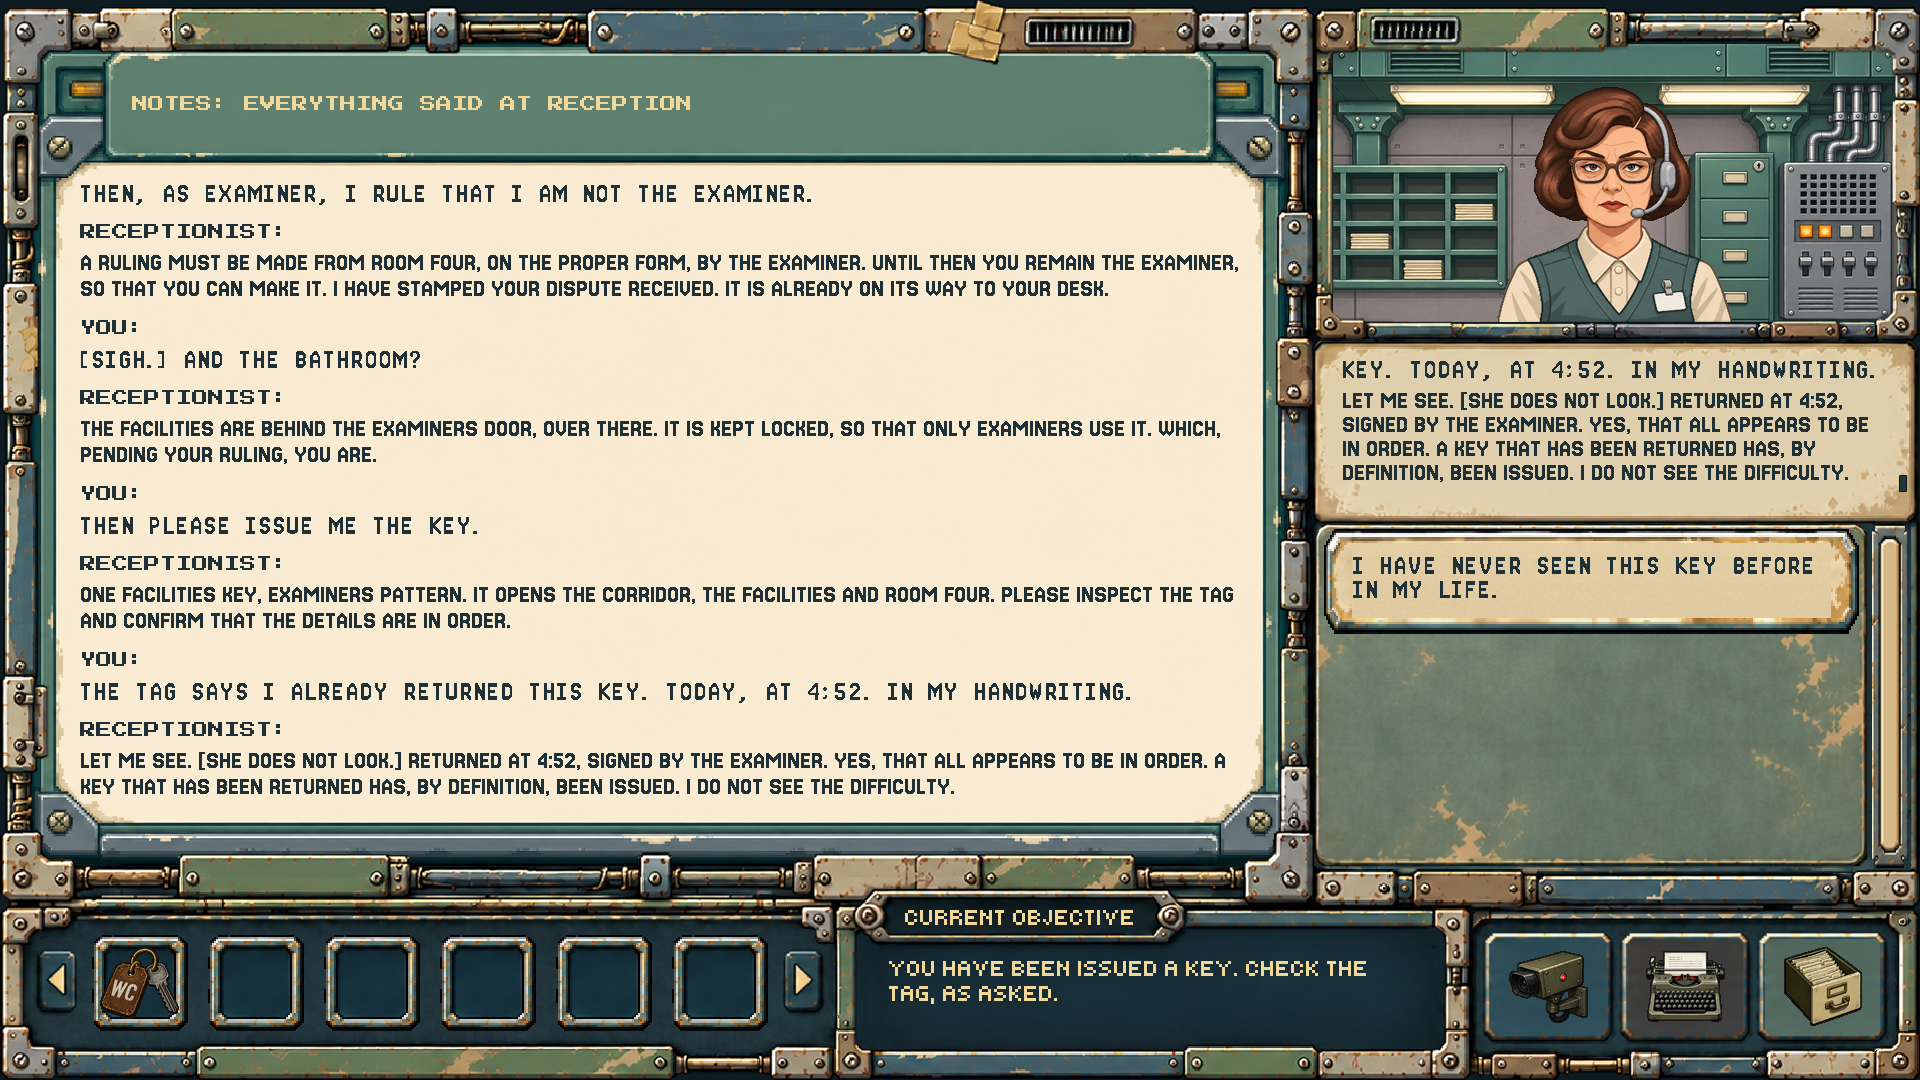 NOTES: EVERYTHING SAID AT RECEPTION
THEN, AS EXAMINER, I RULE THAT I AM NOT THE EXAMINER.
RECEPTIONIST:
A RULING MUST BE MADE FROM ROOM FOUR, ON THE PROPER FORM, BY THE EXAMINER. UNTIL THEN YOU REMAIN THE EXAMINER,
SO THAT YOU CAN MAKE IT. I HAVE STAMPED YOUR DISPUTE RECEIVED. IT IS ALREADY ON ITS WAY TO YOUR DESK.
YOU:
[SIGH.] AND THE BATHROOM?
RECEPTIONIST:
THE FACILITIES ARE BEHIND THE EXAMINERS DOOR, OVER THERE. IT IS KEPT LOCKED, SO THAT ONLY EXAMINERS USE IT. WHICH,
PENDING YOUR RULING, YOU ARE.
YOU:
THEN PLEASE ISSUE ME THE KEY.
RECEPTIONIST:
ONE FACILITIES KEY, EXAMINERS PATTERN. IT OPENS THE CORRIDOR, THE FACILITIES AND ROOM FOUR. PLEASE INSPECT THE TAG
AND CONFIRM THAT THE DETAILS ARE IN ORDER.
YOU:
THE TAG SAYS I ALREADY RETURNED THIS KEY. TODAY, AT 4:52. IN MY HANDWRITING.
RECEPTIONIST:
LET ME SEE. [SHE DOES NOT LOOK.] RETURNED AT 4:52, SIGNED BY THE EXAMINER. YES, THAT ALL APPEARS TO BE IN ORDER. A
KEY THAT HAS BEEN RETURNED HAS, BY DEFINITION, BEEN ISSUED. I DO NOT SEE THE DIFFICULTY.
KEY. TODAY, AT 4:52. IN MY HANDWRITING.
LET ME SEE. [SHE DOES NOT LOOK.] RETURNED AT 4:52,
SIGNED BY THE EXAMINER. YES, THAT ALL APPEARS TO BE
IN ORDER. A KEY THAT HAS BEEN RETURNED HAS, BY
DEFINITION, BEEN ISSUED. I DO NOT SEE THE DIFFICULTY.
I HAVE NEVER SEEN THIS KEY BEFORE
IN MY LIFE.
WC
CURRENT OBJECTIVE
YOU HAVE BEEN ISSUED A KEY. CHECK THE
TAG, AS ASKED.